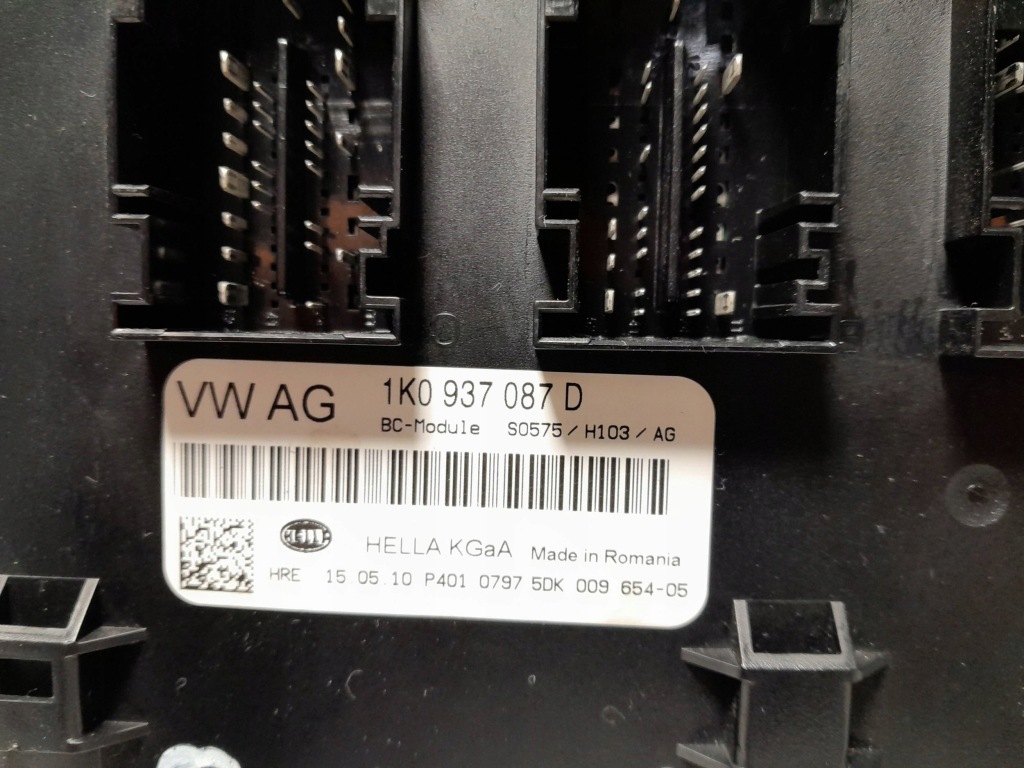 VW AG 1K0 937 087 D
BC-Module S0575/H103/AG
HELLA
HELLA KGaA Made in Romania
HRE 15.05.10 P401 0797 5DK 009 654-05